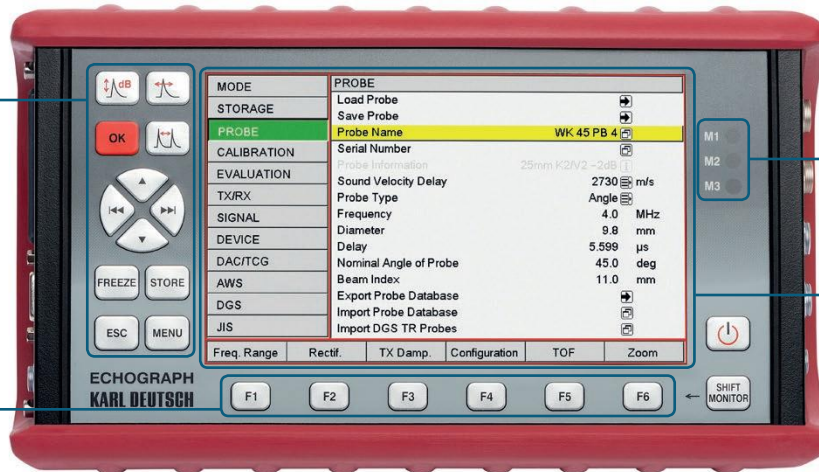 dB
OK
FREEZE STORE
ESC MENU
MODE
STORAGE
PROBE
CALIBRATION
EVALUATION
TX/RX
SIGNAL
DEVICE
DAC/TCG
AWS
DGS
JIS
PROBE
Load Probe
Save Probe
Probe Name WK 45 PB 4
Serial Number
Probe Information 25mm K2/V2 -2dB
Sound Velocity Delay 2730 m/s
Probe Type Angle
Frequency 4.0 MHz
Diameter 9.8 mm
Delay 5.599 µs
Nominal Angle of Probe 45.0 deg
Beam Index 11.0 mm
Export Probe Database
Import Probe Database
Import DGS TR Probes
Freq. Range Rectif. TX Damp. Configuration TOF Zoom
M1
M2
M3
ECHOGRAPH
KARL DEUTSCH
F1 F2 F3 F4 F5 F6
SHIFT
MONITOR